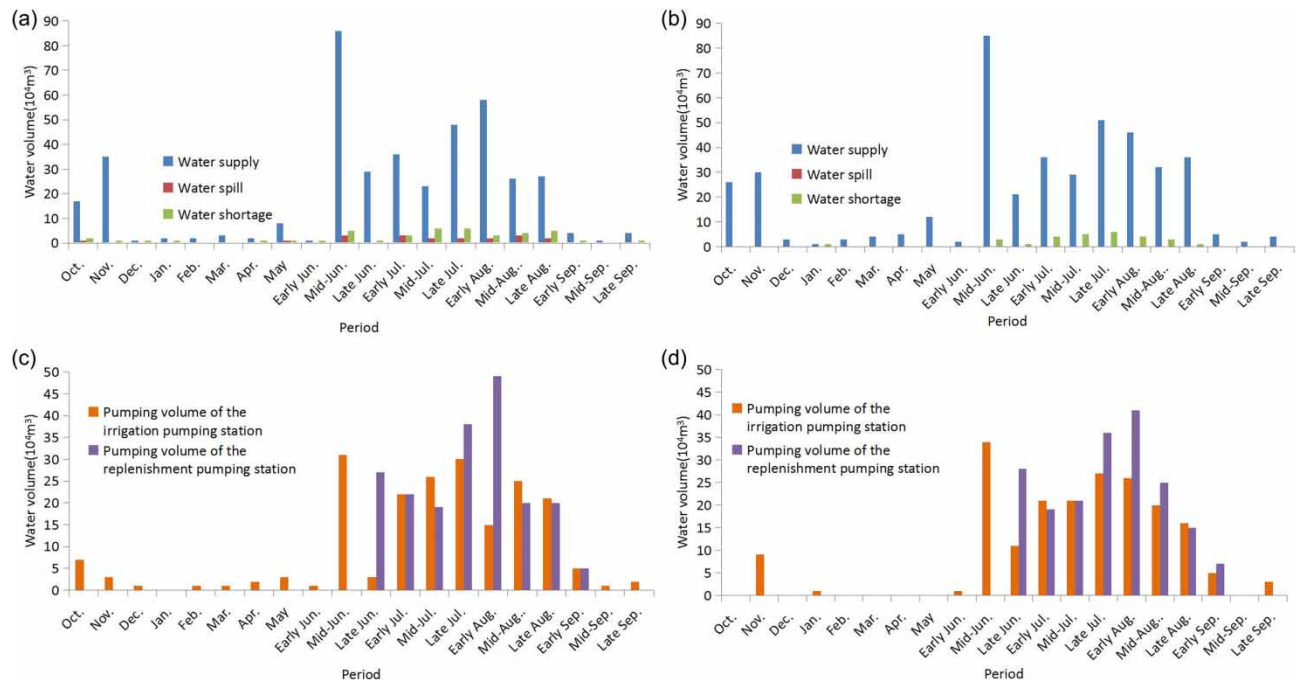 (a)
Water volume(10⁴m³)
90
80
70
60
50
40
30
20
10
0
Water supply
Water spill
Water shortage
Oct.
Nov.
Dec.
Jan.
Feb.
Mar.
Apr.
May
Early Jun.
Mid-Jun.
Late Jun.
Early Jul.
Mid-Jul.
Late Jul.
Early Aug.
Mid-Aug..
Late Aug.
Early Sep.
Mid-Sep.
Late Sep.
Period
(b)
Water volume(10⁴m³)
90
80
70
60
50
40
30
20
10
0
Water supply
Water spill
Water shortage
Oct.
Nov.
Dec.
Jan.
Feb.
Mar.
Apr.
May
Early Jun.
Mid-Jun.
Late Jun.
Early Jul.
Mid-Jul.
Late Jul.
Early Aug.
Mid-Aug..
Late Aug.
Early Sep.
Mid-Sep.
Late Sep.
Period
(c)
Water volume(10⁴m³)
50
45
40
35
30
25
20
15
10
5
0
Pumping volume of the
irrigation pumping station
Pumping volume of the
replenishment pumping station
Oct.
Nov.
Dec.
Jan.
Feb.
Mar.
Apr.
May
Early Jun.
Mid-Jun.
Late Jun.
Early Jul.
Mid-Jul.
Late Jul.
Early Aug.
Mid-Aug..
Late Aug.
Early Sep.
Mid-Sep.
Late Sep.
Period
(d)
Water volume(10⁴m³)
50
45
40
35
30
25
20
15
10
5
0
Pumping volume of the
irrigation pumping station
Pumping volume of the
replenishment pumping station
Oct.
Nov.
Dec.
Jan.
Feb.
Mar.
Apr.
May
Early Jun.
Mid-Jun.
Late Jun.
Early Jul.
Mid-Jul.
Late Jul.
Early Aug.
Mid-Aug..
Late Aug.
Early Sep.
Mid-Sep.
Late Sep.
Period